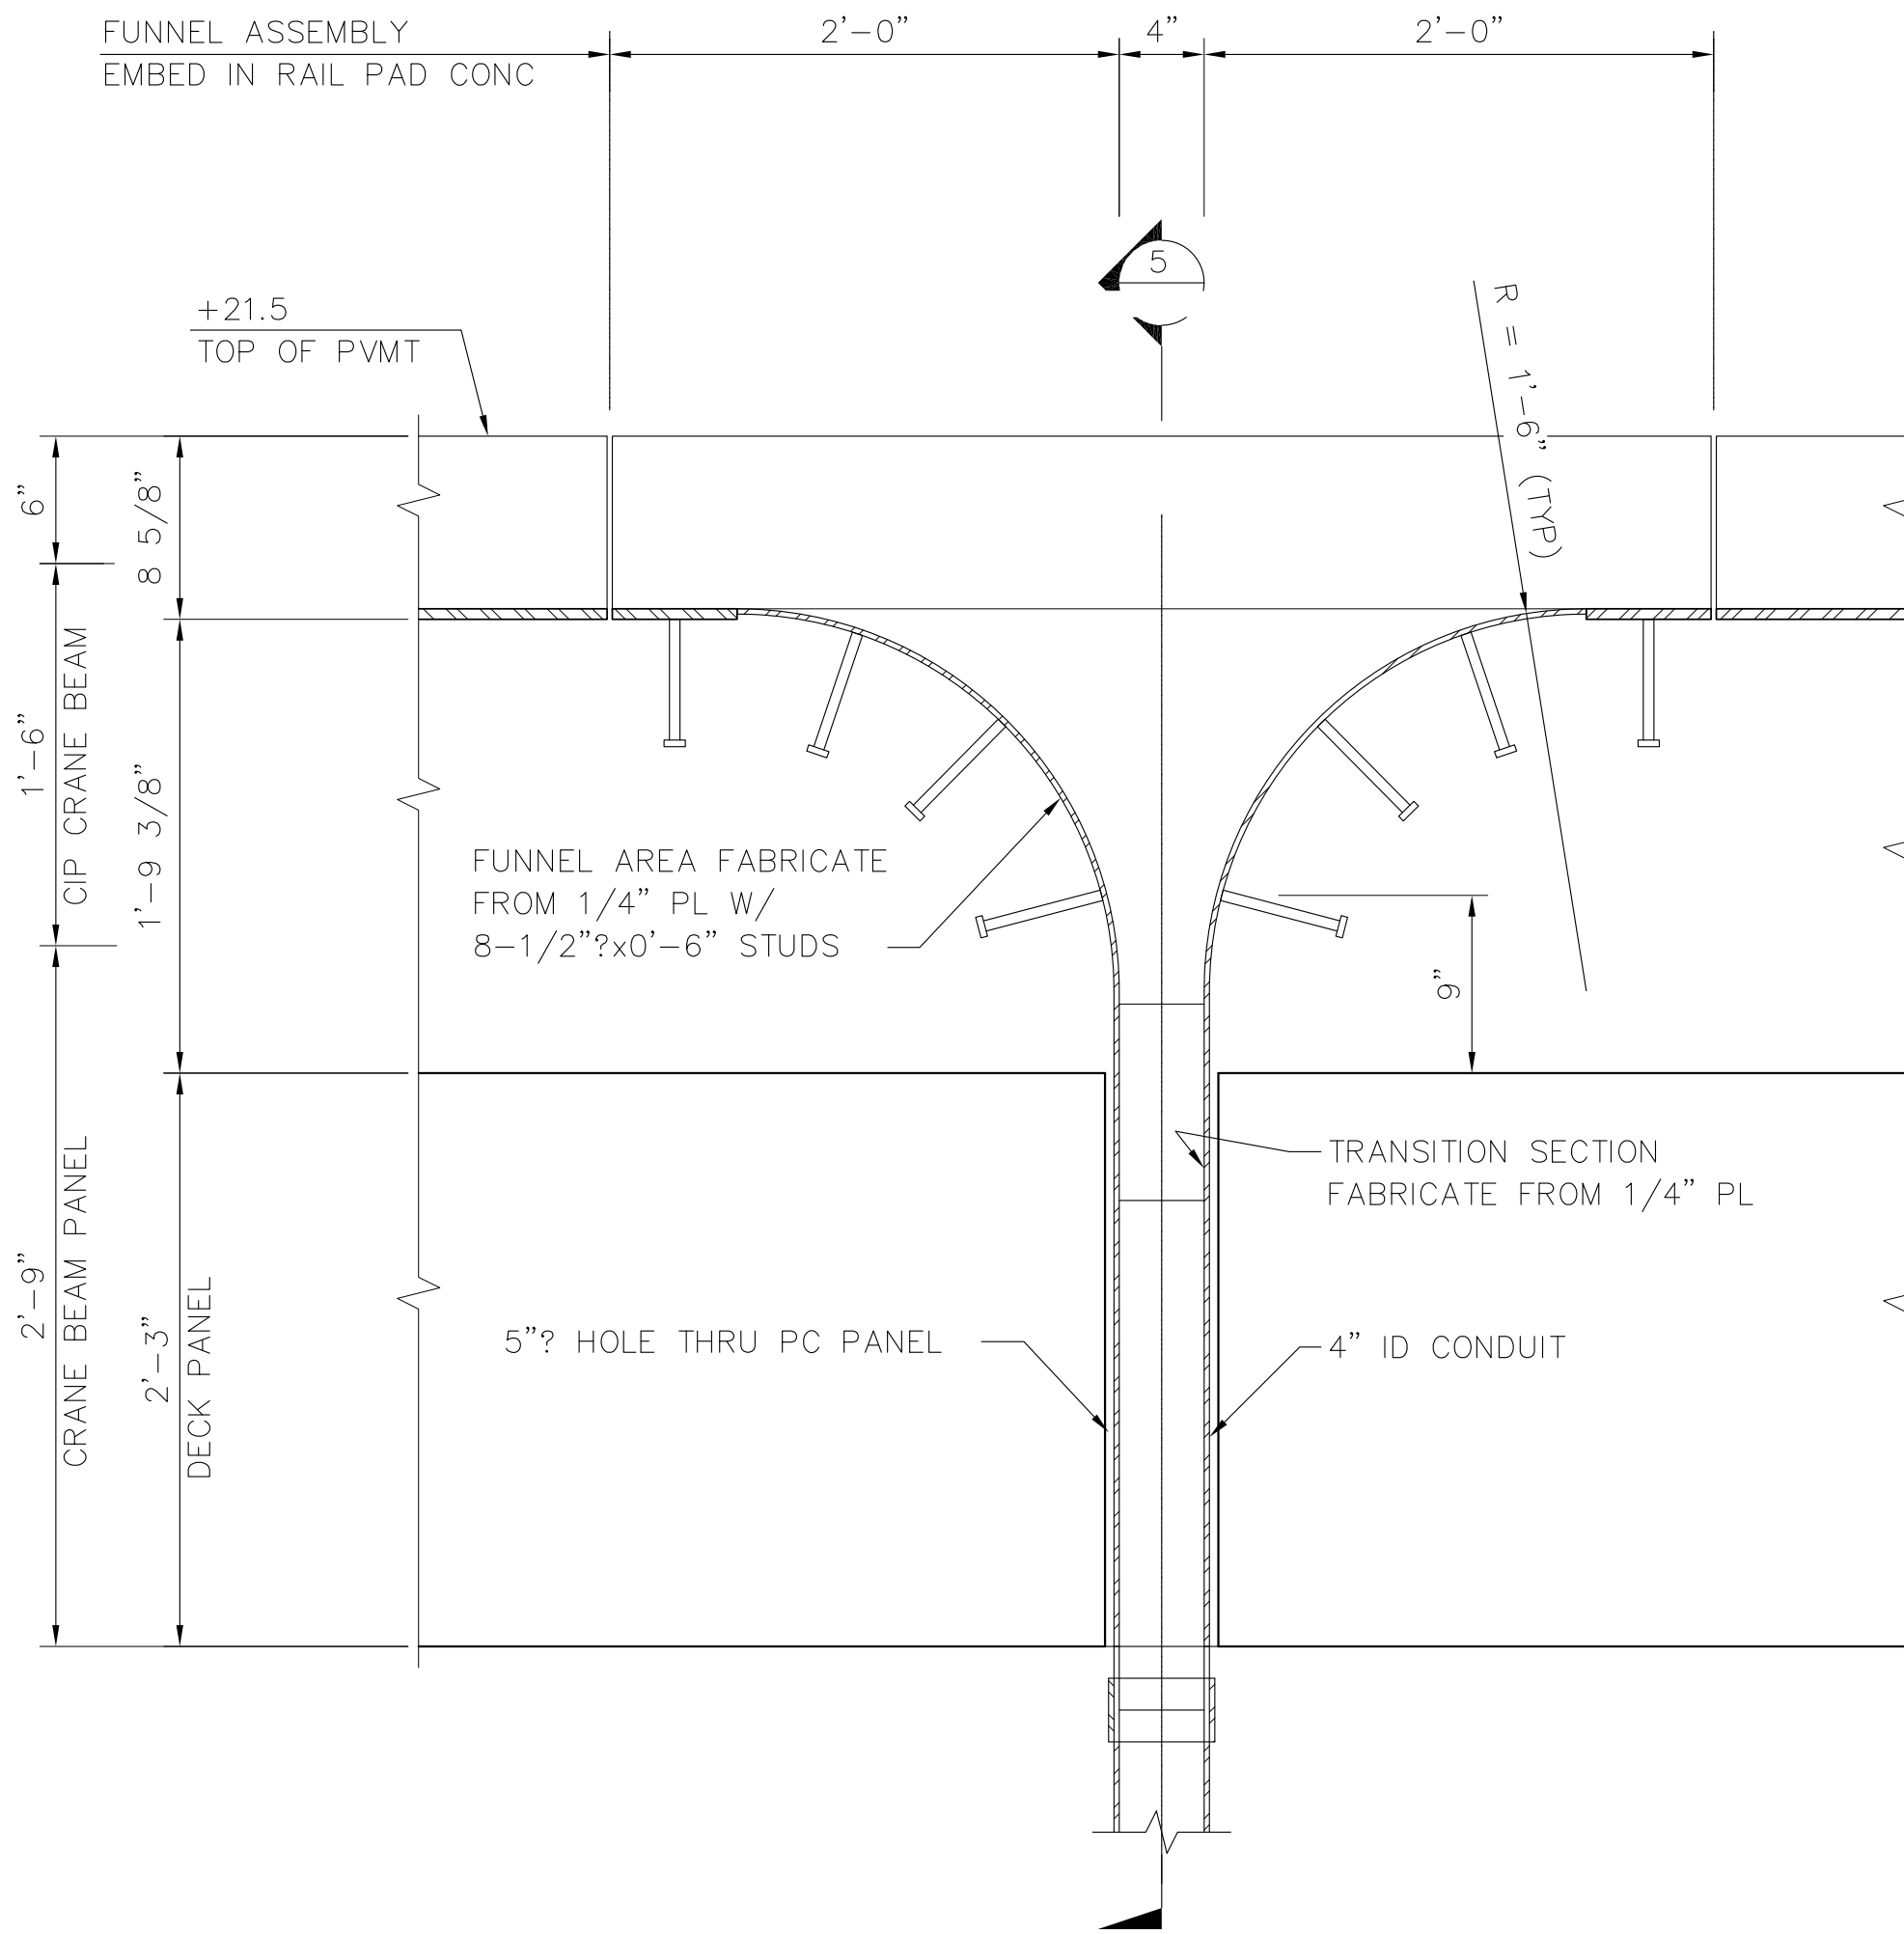 FUNNEL ASSEMBLY
EMBED IN RAIL PAD CONC
2'-0"
4"
2'-0"
5
R = 1'-6" (TYP)
+21.5
TOP OF PVMT
6"
8 5/8"
1'-6"
CIP CRANE BEAM
1'-9 3/8"
FUNNEL AREA FABRICATE
FROM 1/4" PL W/
8-1/2"?x0'-6" STUDS
9"
TRANSITION SECTION
FABRICATE FROM 1/4" PL
2'-9"
CRANE BEAM PANEL
2'-3"
DECK PANEL
5"? HOLE THRU PC PANEL
4" ID CONDUIT